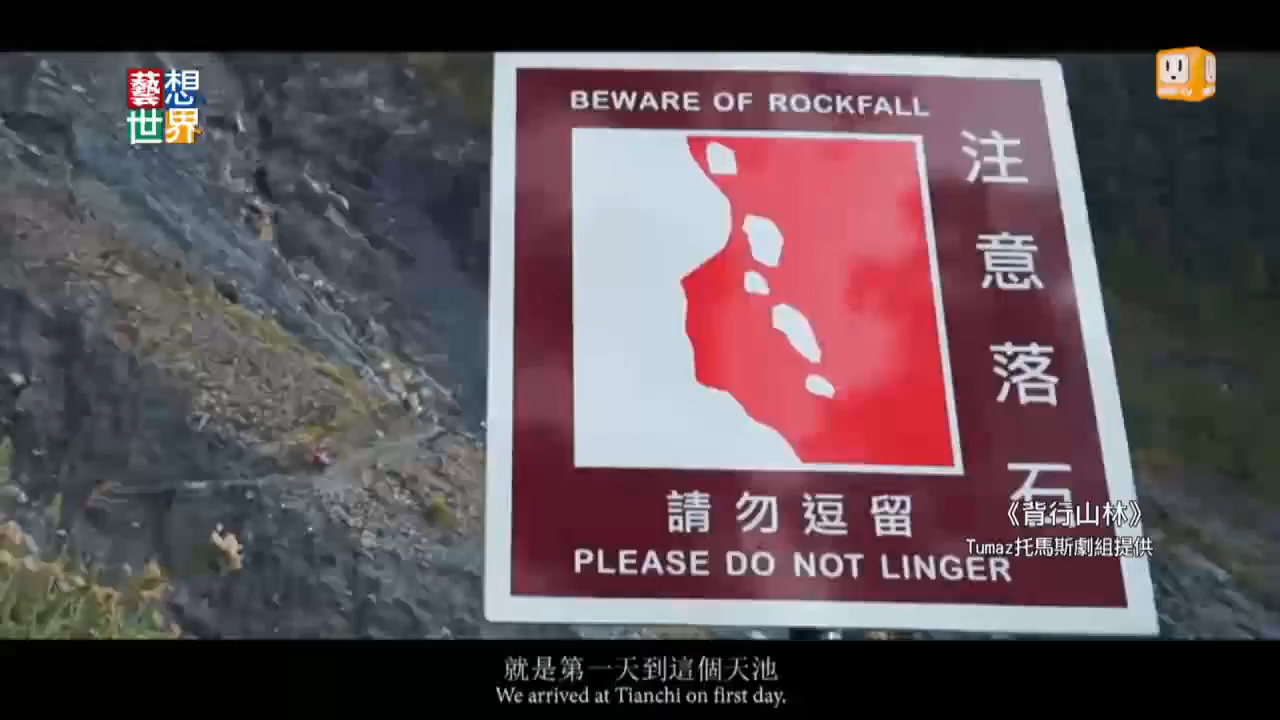 藝想
世界
BEWARE OF ROCKFALL
注意落石
請勿逗留
PLEASE DO NOT LINGER
《背行山林》
Tumaz托馬斯劇組提供
就是第一天到這個天池
We arrived at Tianchi on first day.